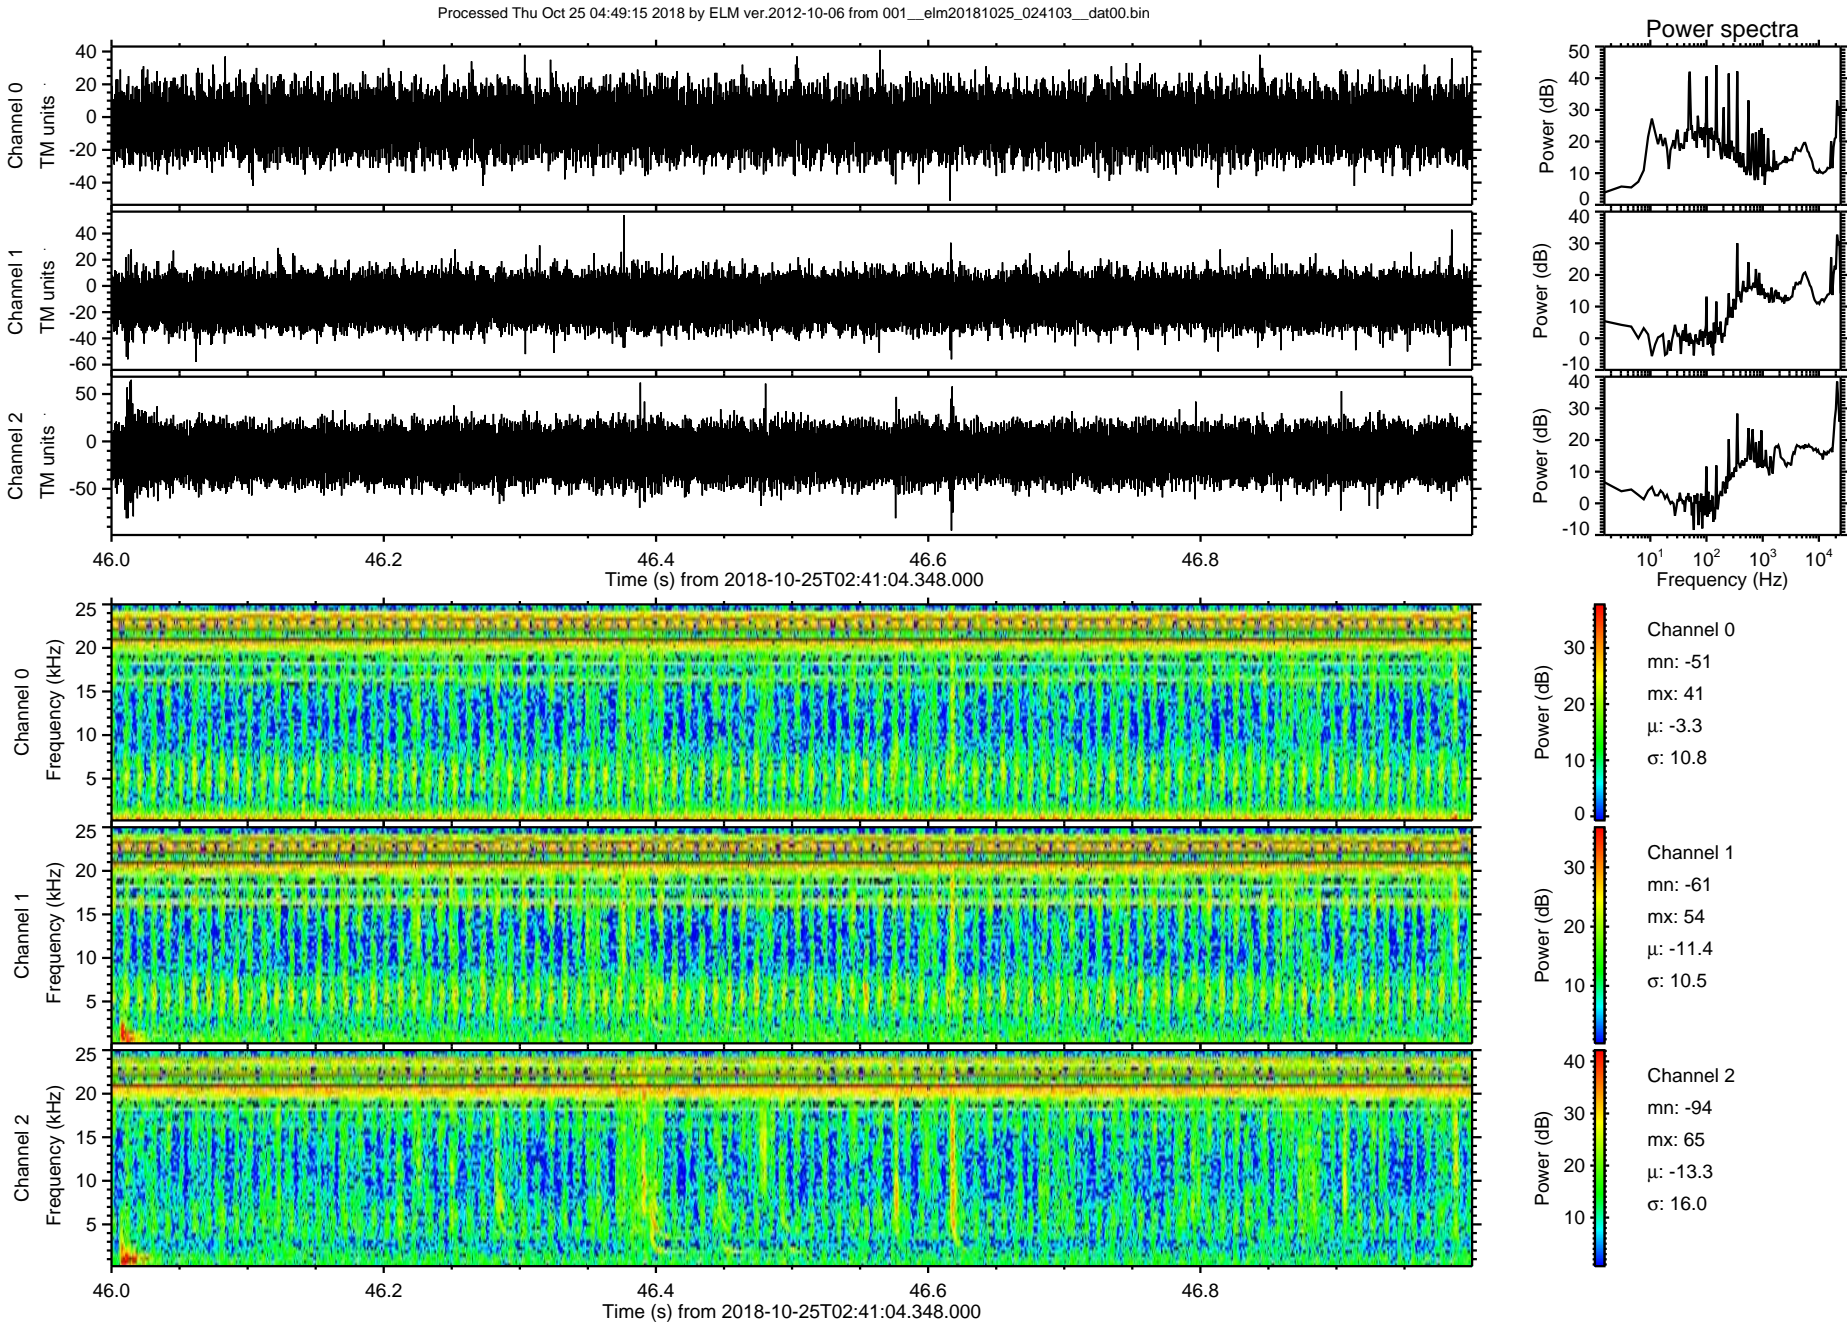 Processed Thu Oct 25 04:49:15 2018 by ELM ver.2012-10-06 from 001__elm20181025_024103__dat00.bin
Power spectra
Channel 0
TM units
40
20
0
-20
-40
Power (dB)
50
40
30
20
10
0
Channel 1
TM units
40
20
0
-20
-40
-60
Power (dB)
40
30
20
10
0
-10
Channel 2
TM units
50
0
-50
Power (dB)
40
30
20
10
0
-10
46.0 46.2 46.4 46.6 46.8
Time (s) from 2018-10-25T02:41:04.348.000
10¹ 10² 10³ 10⁴
Frequency (Hz)
Channel 0
Frequency (kHz)
25
20
15
10
5
Power (dB)
30
20
10
0
Channel 0
mn: -51
mx: 41
μ: -3.3
σ: 10.8
Channel 1
Frequency (kHz)
25
20
15
10
5
Power (dB)
30
20
10
Channel 1
mn: -61
mx: 54
μ: -11.4
σ: 10.5
Channel 2
Frequency (kHz)
25
20
15
10
5
Power (dB)
40
30
20
10
Channel 2
mn: -94
mx: 65
μ: -13.3
σ: 16.0
46.0 46.2 46.4 46.6 46.8
Time (s) from 2018-10-25T02:41:04.348.000